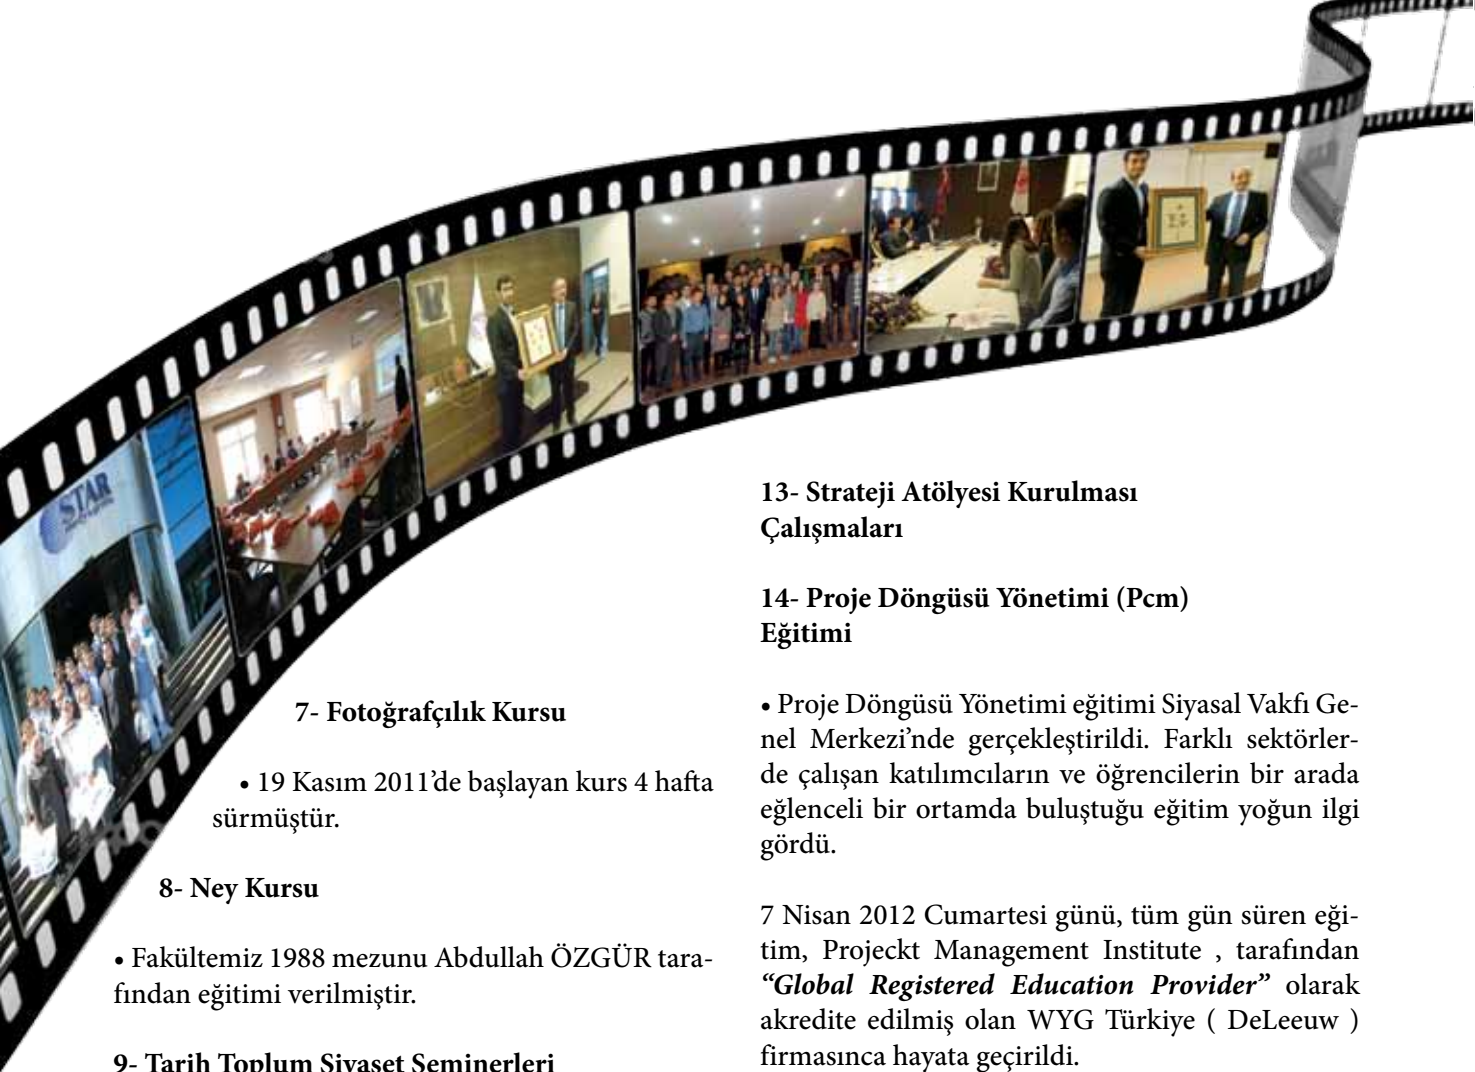 STAR
7- Fotoğrafçılık Kursu
• 19 Kasım 2011’de başlayan kurs 4 hafta
sürmüştür.
8- Ney Kursu
• Fakültemiz 1988 mezunu Abdullah ÖZGÜR tara-
fından eğitimi verilmiştir.
9- Tarih Toplum Siyaset Seminerleri
13- Strateji Atölyesi Kurulması
Çalışmaları
14- Proje Döngüsü Yönetimi (Pcm)
Eğitimi
• Proje Döngüsü Yönetimi eğitimi Siyasal Vakfı Ge-
nel Merkezi’nde gerçekleştirildi. Farklı sektörler-
de çalışan katılımcıların ve öğrencilerin bir arada
eğlenceli bir ortamda buluştuğu eğitim yoğun ilgi
gördü.
7 Nisan 2012 Cumartesi günü, tüm gün süren eği-
tim, Projeckt Management Institute , tarafından
“Global Registered Education Provider” olarak
akredite edilmiş olan WYG Türkiye ( DeLeeuw )
firmasınca hayata geçirildi.